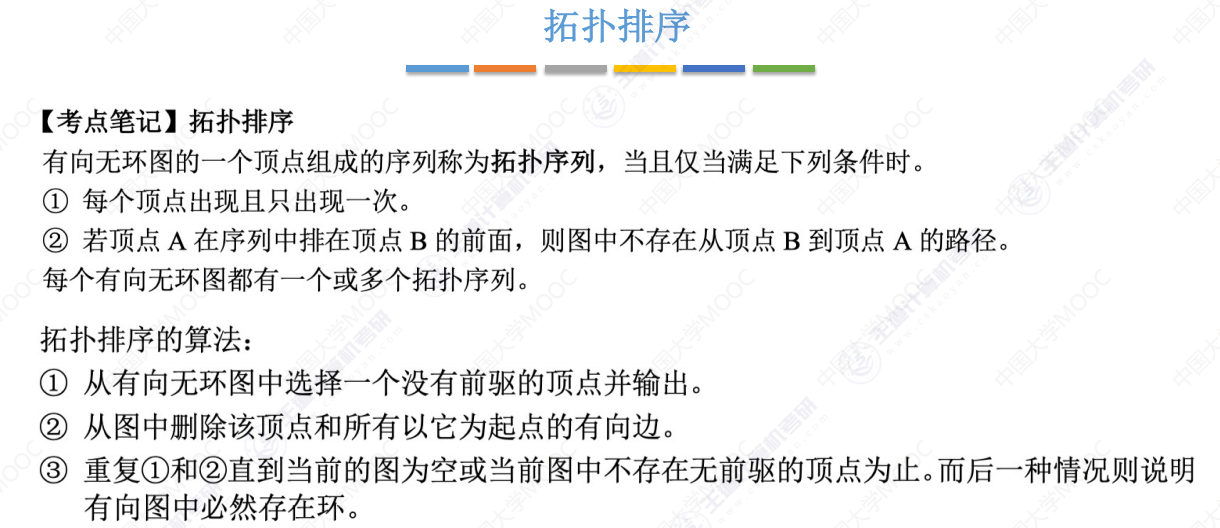 拓扑排序
【考点笔记】拓扑排序
有向无环图的一个顶点组成的序列称为拓扑序列，当且仅当满足下列条件时。
① 每个顶点出现且只出现一次。
② 若顶点 A 在序列中排在顶点 B 的前面，则图中不存在从顶点 B 到顶点 A 的路径。
每个有向无环图都有一个或多个拓扑序列。
拓扑排序的算法：
① 从有向无环图中选择一个没有前驱的顶点并输出。
② 从图中删除该顶点和所有以它为起点的有向边。
③ 重复①和②直到当前的图为空或当前图中不存在无前驱的顶点为止。而后一种情况则说明
有向图中必然存在环。